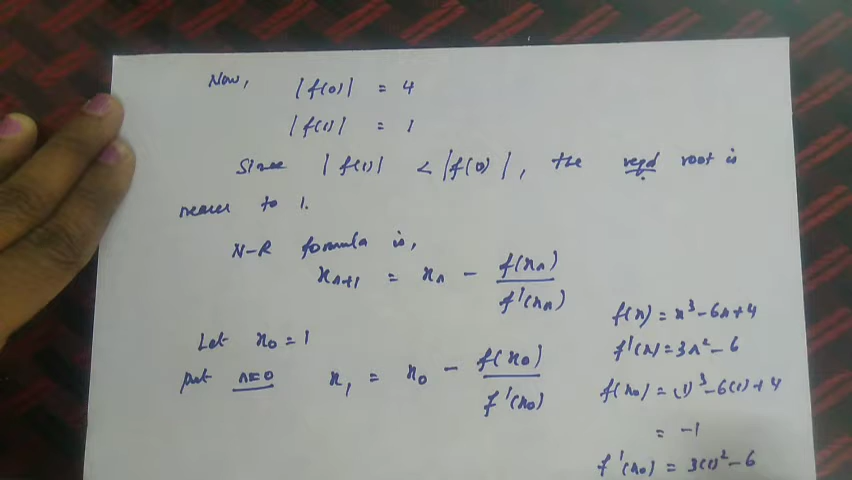 Now, |f(0)| = 4
|f(1)| = 1
Since |f(1)| < |f(0)|, the reqd root is
nearer to 1.
N-R formula is,
xₙ₊₁ = xₙ - f(xₙ) / f'(xₙ)
Let x₀ = 1
put n=0 x₁ = x₀ - f(x₀) / f'(x₀)
f(x) = x³-6x+4
f'(x) = 3x²-6
f(x₀) = (1)³-6(1)+4
= -1
f'(x₀) = 3(1)²-6